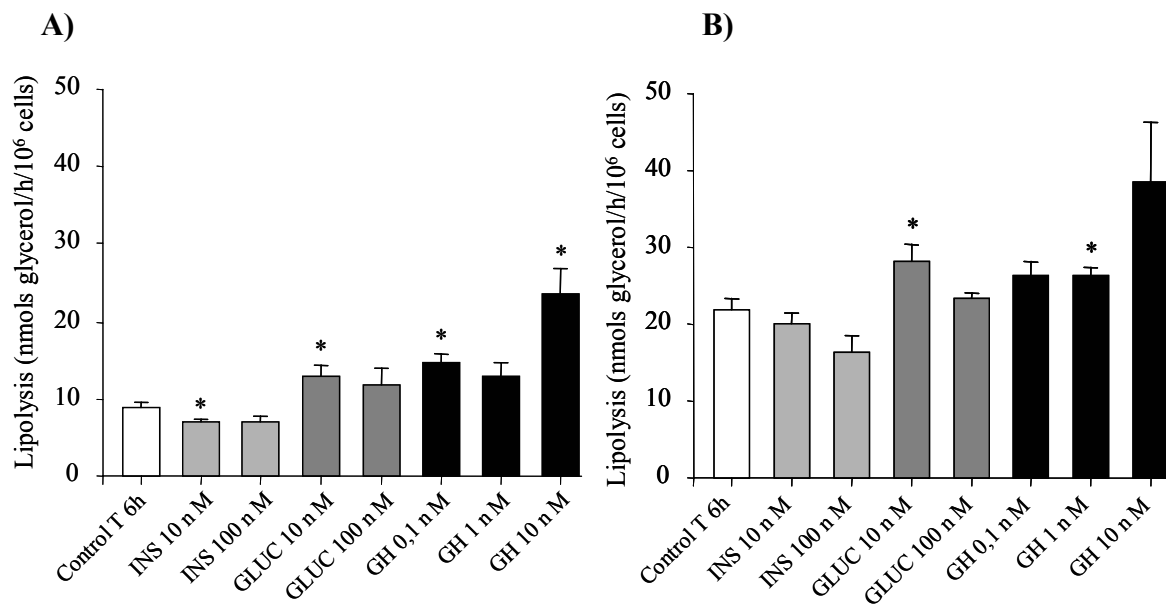 A)
Lipolysis (nmols glycerol/h/10⁶ cells)
50
40
30
20
10
0
*
*
*
*
Control T 6h
INS 10 n M
INS 100 n M
GLUC 10 n M
GLUC 100 n M
GH 0,1 n M
GH 1 n M
GH 10 n M
B)
Lipolysis (nmols glycerol/h/10⁶ cells)
50
40
30
20
10
0
*
*
Control T 6h
INS 10 n M
INS 100 n M
GLUC 10 n M
GLUC 100 n M
GH 0,1 n M
GH 1 n M
GH 10 n M